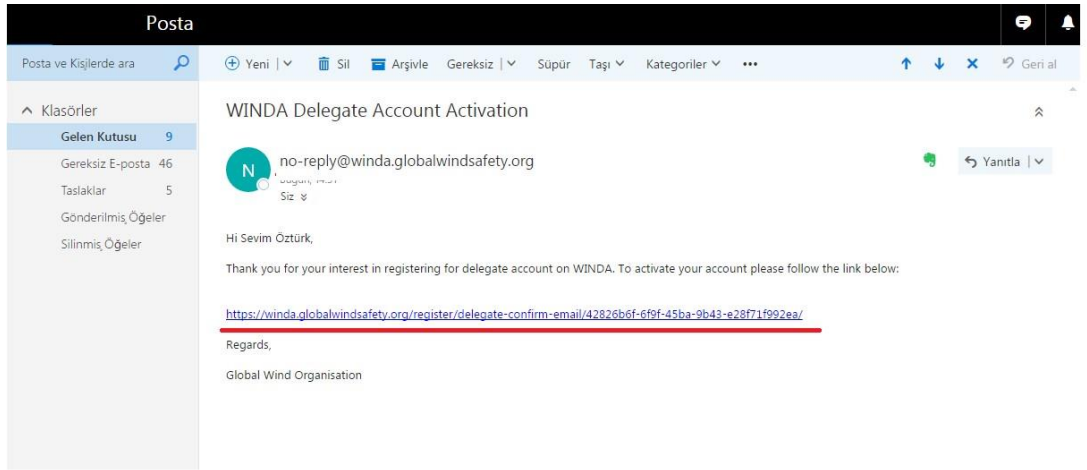 Posta
Posta ve Kişilerde ara
Yeni | Sil Arşivle Gereksiz | Süpür Taşı Kategoriler ••• Geri al
Klasörler
Gelen Kutusu 9
Gereksiz E-posta 46
Taslaklar 5
Gönderilmiş Öğeler
Silinmiş Öğeler
WINDA Delegate Account Activation
N
no-reply@winda.globalwindsafety.org
Siz
Yanıtla |
Hi Sevim Öztürk,
Thank you for your interest in registering for delegate account on WINDA. To activate your account please follow the link below:
https://winda.globalwindsafety.org/register/delegate-confirm-email/42826b6f-6f9f-45ba-9b43-e28f71f992ea/
Regards,
Global Wind Organisation